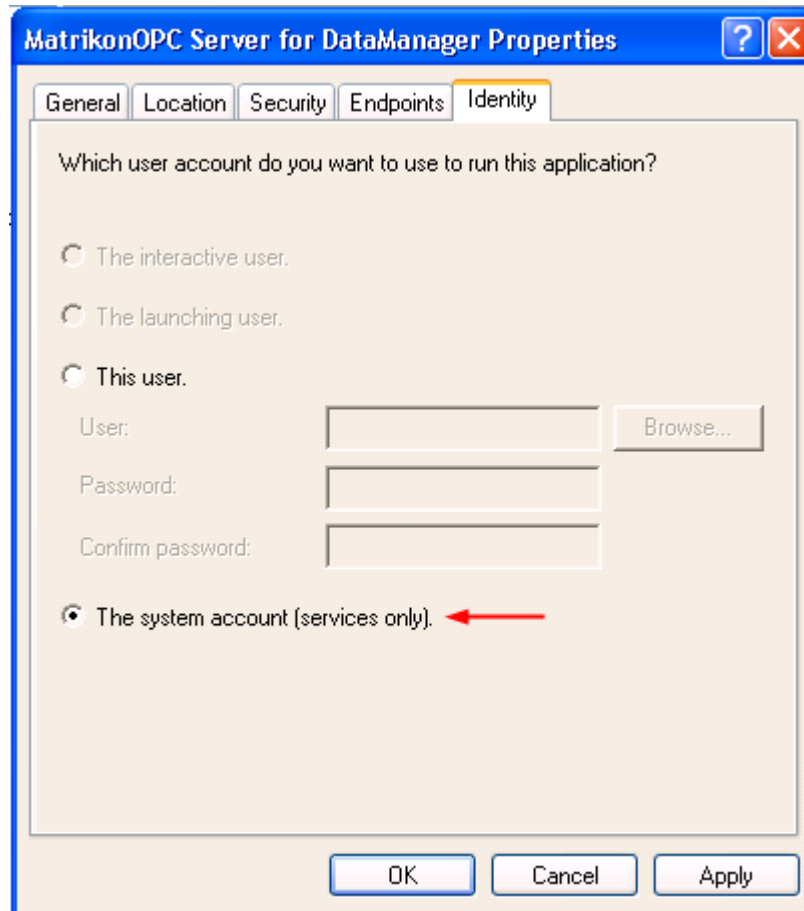 MatrikonOPC Server for DataManager Properties
General Location Security Endpoints Identity
Which user account do you want to use to run this application?
The interactive user.
The launching user.
This user.
User:
Browse...
Password:
Confirm password:
The system account (services only).
OK Cancel Apply